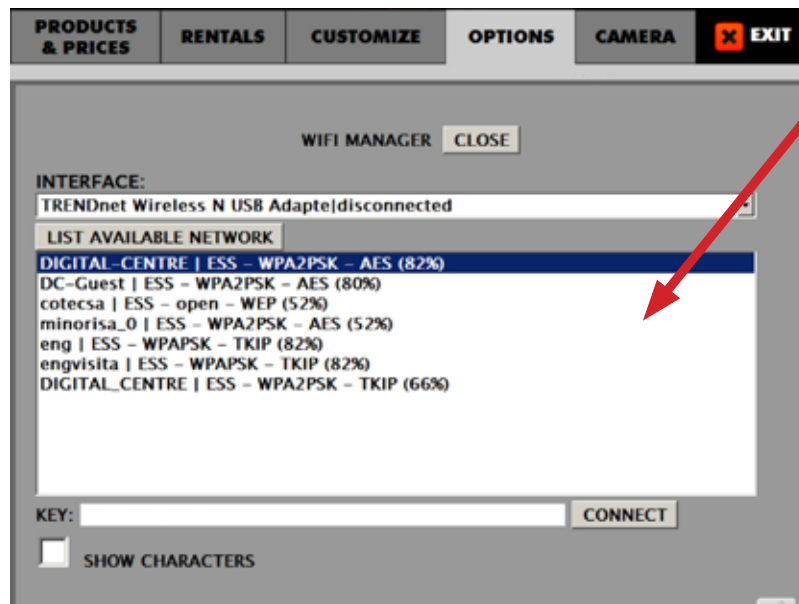 PRODUCTS & PRICES
RENTALS
CUSTOMIZE
OPTIONS
CAMERA
X EXIT
WIFI MANAGER CLOSE
INTERFACE:
TRENDnet Wireless N USB Adapte|disconnected
LIST AVAILABLE NETWORK
DIGITAL-CENTRE | ESS - WPA2PSK - AES (82%)
DC-Guest | ESS - WPA2PSK - AES (80%)
cotecsa | ESS - open - WEP (52%)
minorisa_0 | ESS - WPA2PSK - AES (52%)
eng | ESS - WPAPSK - TKIP (82%)
engvisita | ESS - WPAPSK - TKIP (82%)
DIGITAL_CENTRE | ESS - WPA2PSK - TKIP (66%)
KEY:
CONNECT
SHOW CHARACTERS